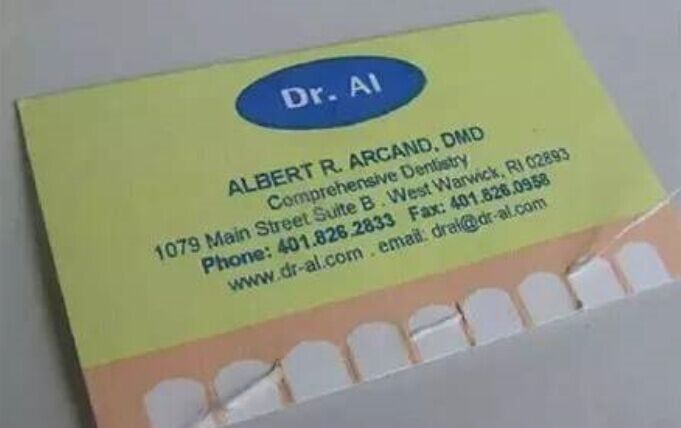 Dr. Al
ALBERT R. ARCAND, DMD
Comprehensive Dentistry
1079 Main Street Suite B . West Warwick, RI 02893
Phone: 401.826.2833 Fax: 401.826.0958
www.dr-al.com . email: dral@dr-al.com